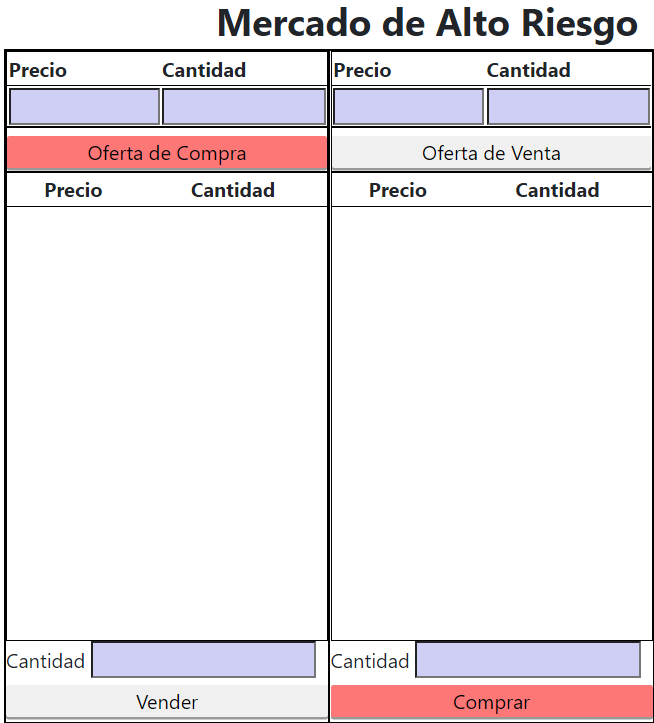 Mercado de Alto Riesgo
Precio Cantidad Precio Cantidad
Oferta de Compra Oferta de Venta
Precio Cantidad Precio Cantidad
Cantidad Cantidad
Vender Comprar